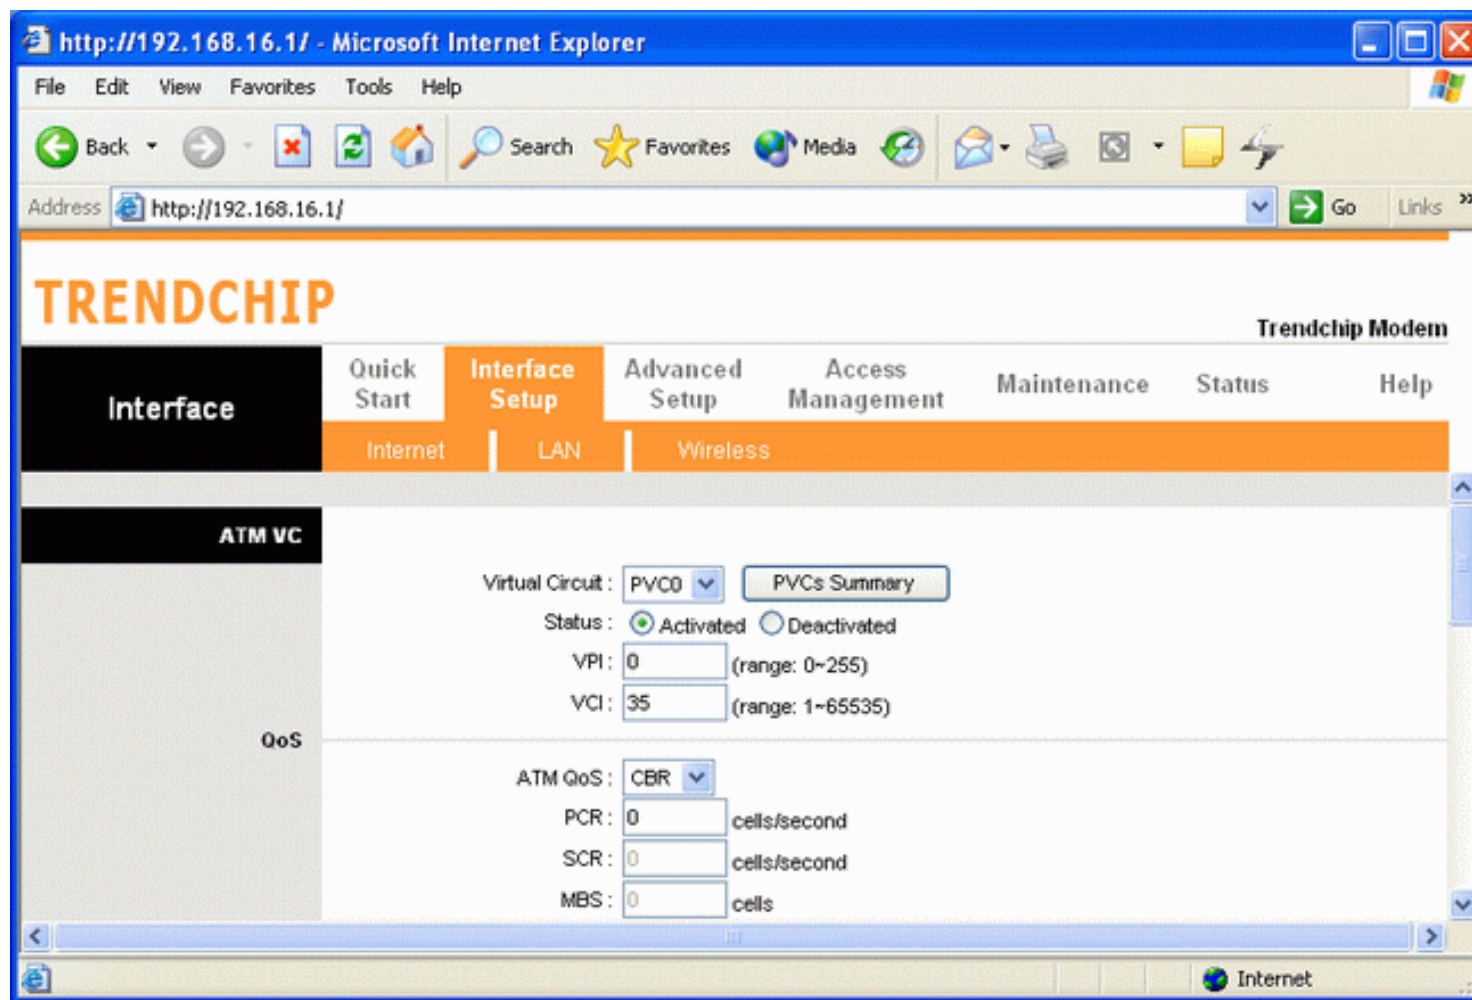 http://192.168.16.1/ - Microsoft Internet Explorer
File Edit View Favorites Tools Help
Back Search Favorites Media
Address http://192.168.16.1/ Go Links »
TRENDCHIP
Trendchip Modem
Interface
Quick Start
Interface Setup
Advanced Setup
Access Management
Maintenance
Status
Help
Internet LAN Wireless
ATM VC
Virtual Circuit : PVC0 PVCs Summary
Status : Activated Deactivated
VPI : 0 (range: 0~255)
VCI : 35 (range: 1~65535)
QoS
ATM QoS : CBR
PCR : 0 cells/second
SCR : 0 cells/second
MBS : 0 cells
Internet